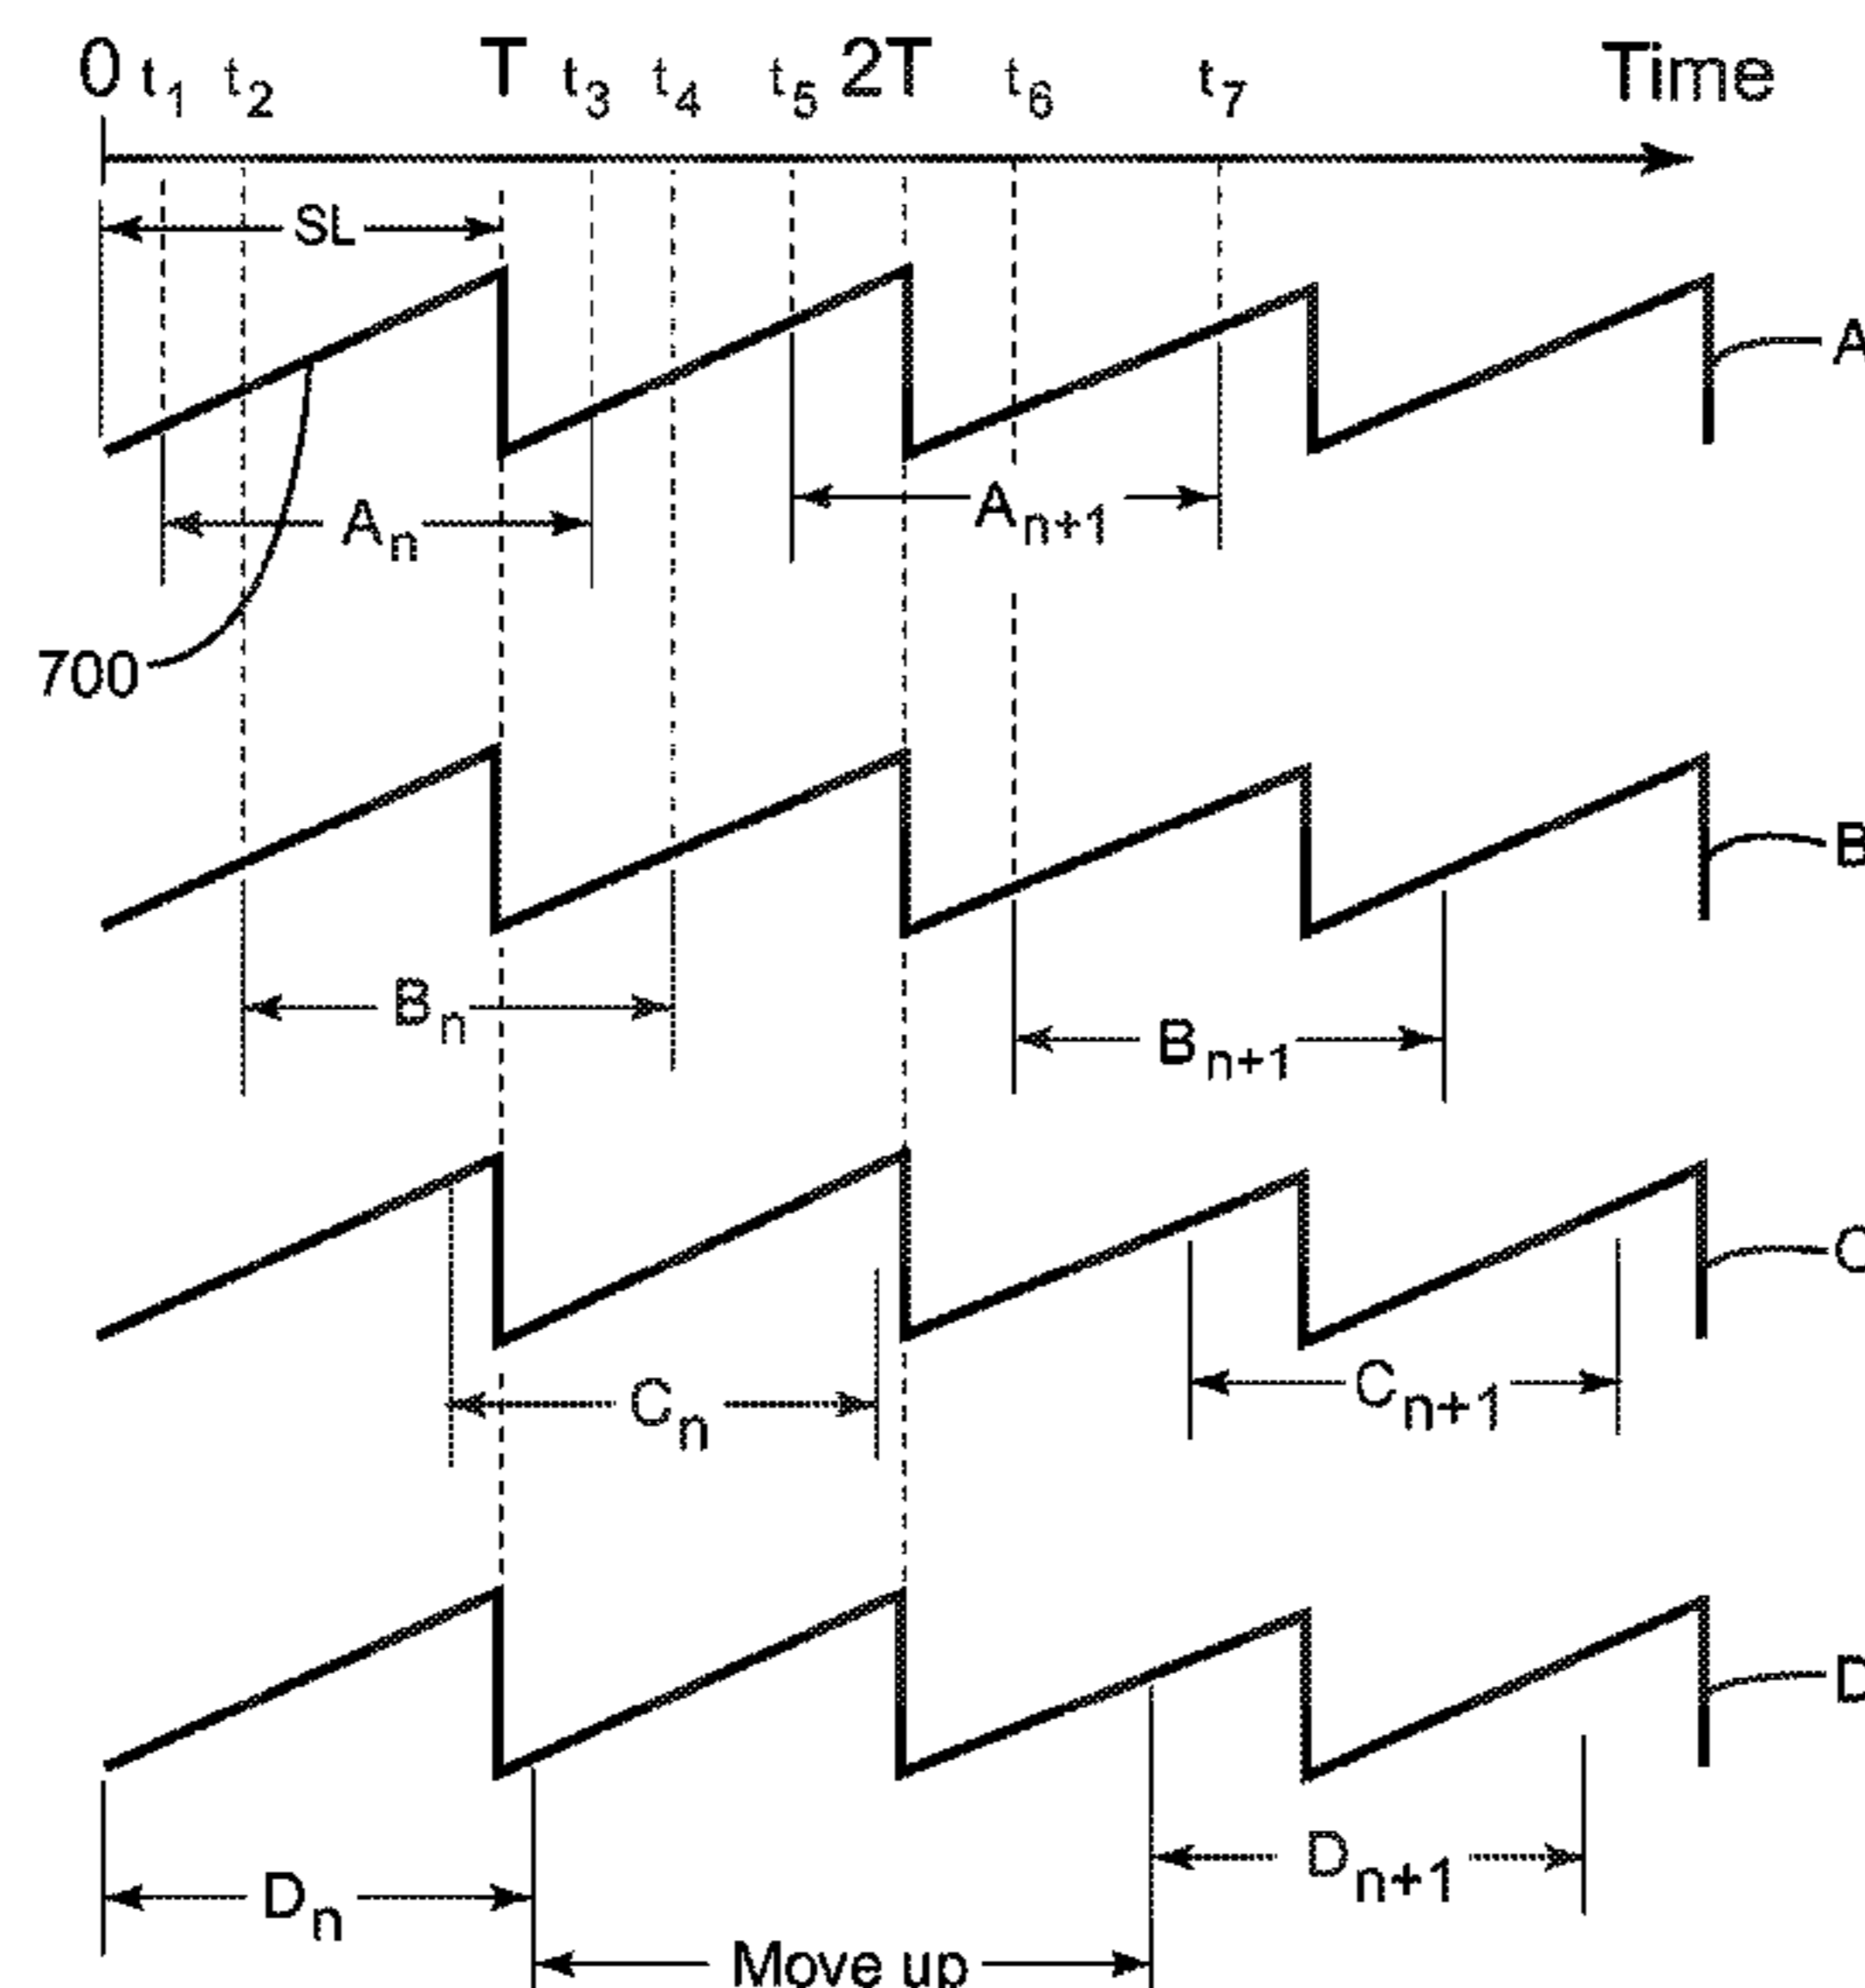 0 t1 t2 T t3 t4 t5 2T t6 t7 Time
SL
A
An
An+1
700
B
Bn
Bn+1
C
Cn
Cn+1
D
Dn
Dn+1
Move up